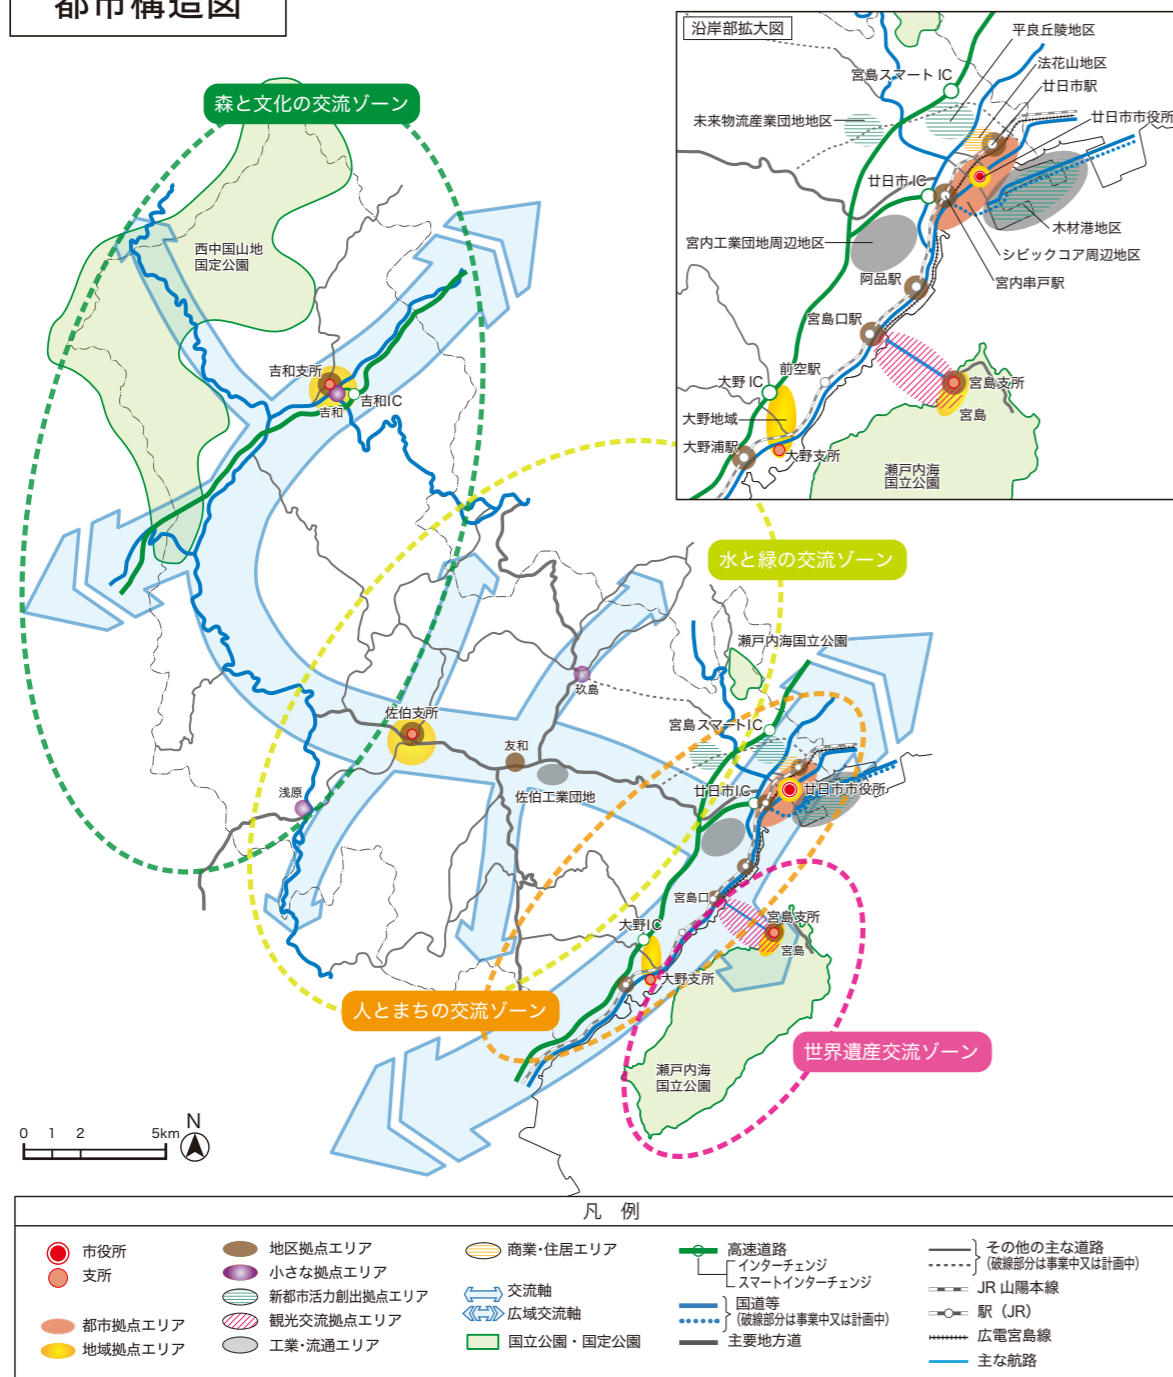 都市構造図
沿岸部拡大図
平良丘陵地区
法花山地区
宮島スマートIC
廿日市駅
未来物流産業団地地区
廿日市市役所
廿日市IC
木材港地区
宮内工業団地周辺地区
シビックコア周辺地区
阿品駅
宮内串戸駅
宮島口駅
前空駅
大野IC
宮島支所
大野地域
宮島
大野浦駅
大野支所
瀬戸内海
国立公園
森と文化の交流ゾーン
西中国山地
国定公園
吉和支所
吉和IC
吉和
水と緑の交流ゾーン
瀬戸内海国立公園
玖島
佐伯支所
宮島スマートIC
友和
浅原
佐伯工業団地
廿日市IC
廿日市市役所
宮島口
宮島支所
大野IC
宮島
大野支所
人とまちの交流ゾーン
世界遺産交流ゾーン
瀬戸内海
国立公園
N
0 1 2 5km
凡 例
市役所
支所
都市拠点エリア
地域拠点エリア
地区拠点エリア
小さな拠点エリア
新都市活力創出拠点エリア
観光交流拠点エリア
工業・流通エリア
商業・住居エリア
交流軸
広域交流軸
国立公園・国定公園
高速道路
インターチェンジ
スマートインターチェンジ
国道等
(破線部分は事業中又は計画中)
主要地方道
その他の主な道路
(破線部分は事業中又は計画中)
JR山陽本線
駅(JR)
広電宮島線
主な航路